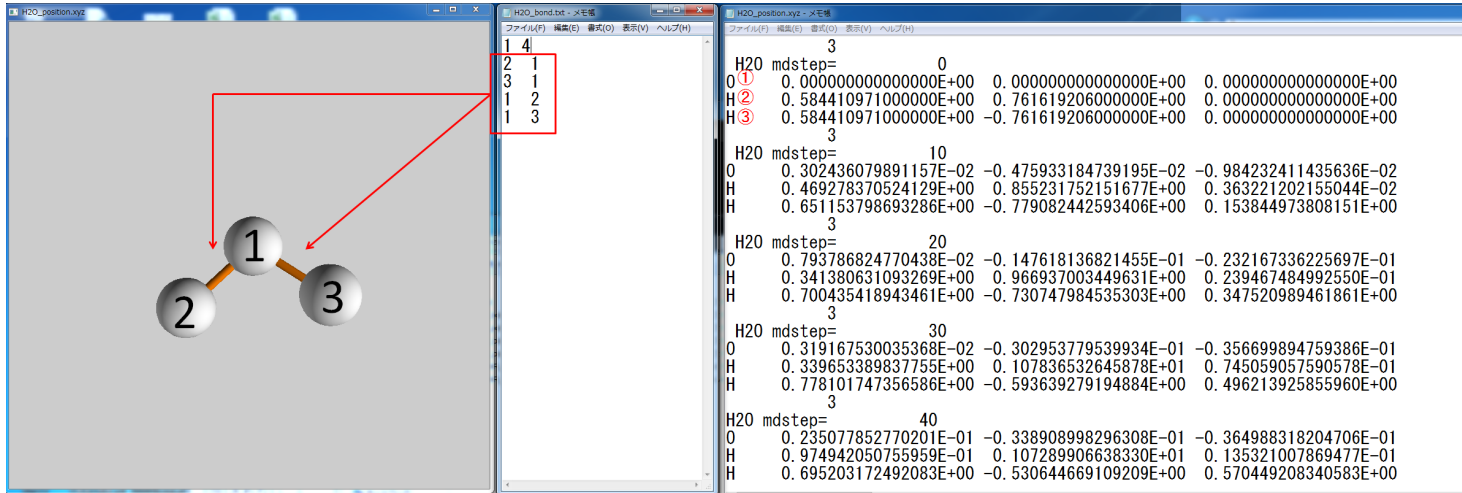 H2O_position.xyz
1
2
3
H2O_bond.txt - メモ帳
ファイル(F) 編集(E) 書式(O) 表示(V) ヘルプ(H)
1 4
2 1
3 1
1 2
1 3
H2O_position.xyz - メモ帳
ファイル(F) 編集(E) 書式(O) 表示(V) ヘルプ(H)
3
H2O mdstep= 0
O① 0.000000000000000E+00 0.000000000000000E+00 0.000000000000000E+00
H② 0.584410971000000E+00 0.761619206000000E+00 0.000000000000000E+00
H③ 0.584410971000000E+00 -0.761619206000000E+00 0.000000000000000E+00
3
H2O mdstep= 10
O 0.302436079891157E-02 -0.475933184739195E-02 -0.984232411435636E-02
H 0.469278370524129E+00 0.855231752151677E+00 0.363221202155044E-02
H 0.651153798693286E+00 -0.779082442593406E+00 0.153844973808151E+00
3
H2O mdstep= 20
O 0.793786824770438E-02 -0.147618136821455E-01 -0.232167336225697E-01
H 0.341380631093269E+00 0.966937003449631E+00 0.239467484992550E-01
H 0.700435418943461E+00 -0.730747984535303E+00 0.347520989461861E+00
3
H2O mdstep= 30
O 0.319167530035368E-02 -0.302953779539934E-01 -0.356699894759386E-01
H 0.339653389837755E+00 0.107836532645878E+01 0.745059057590578E-01
H 0.778101747356586E+00 -0.593639279194884E+00 0.496213925855960E+00
3
H2O mdstep= 40
O 0.235077852770201E-01 -0.338908998296308E-01 -0.364988318204706E-01
H 0.974942050755959E-01 0.107289906638330E+01 0.135321007869477E-01
H 0.695203172492083E+00 -0.530644669109209E+00 0.570449208340583E+00